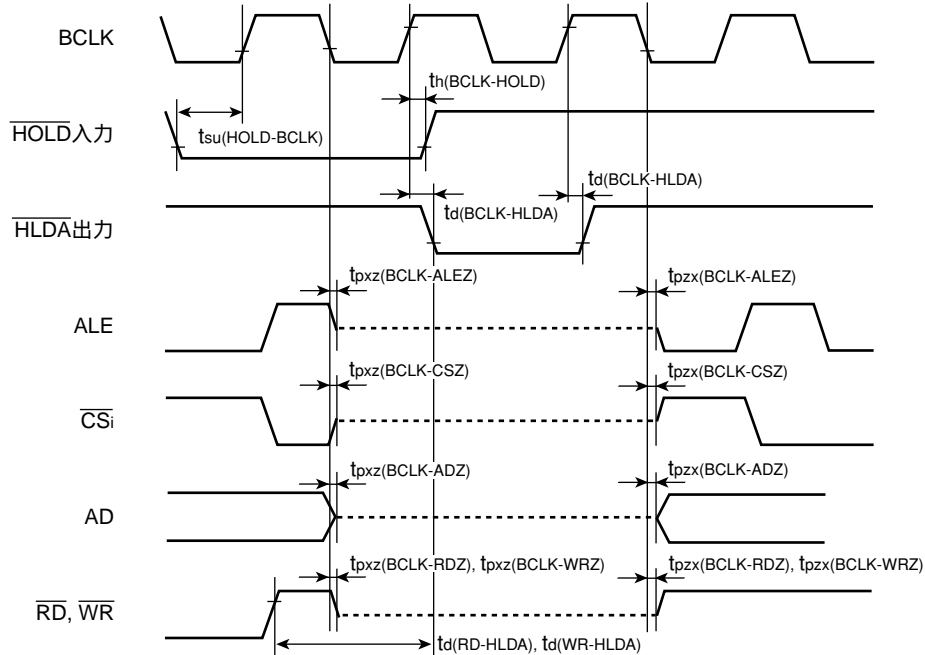 BCLK
th(BCLK-HOLD)
HOLD入力
tsu(HOLD-BCLK)
td(BCLK-HLDA)
td(BCLK-HLDA)
HLDA出力
tpxz(BCLK-ALEZ)
tpzx(BCLK-ALEZ)
ALE
tpxz(BCLK-CSZ)
tpzx(BCLK-CSZ)
CSi
tpxz(BCLK-ADZ)
tpzx(BCLK-ADZ)
AD
tpxz(BCLK-RDZ), tpxz(BCLK-WRZ)
tpzx(BCLK-RDZ), tpzx(BCLK-WRZ)
RD, WR
td(RD-HLDA), td(WR-HLDA)